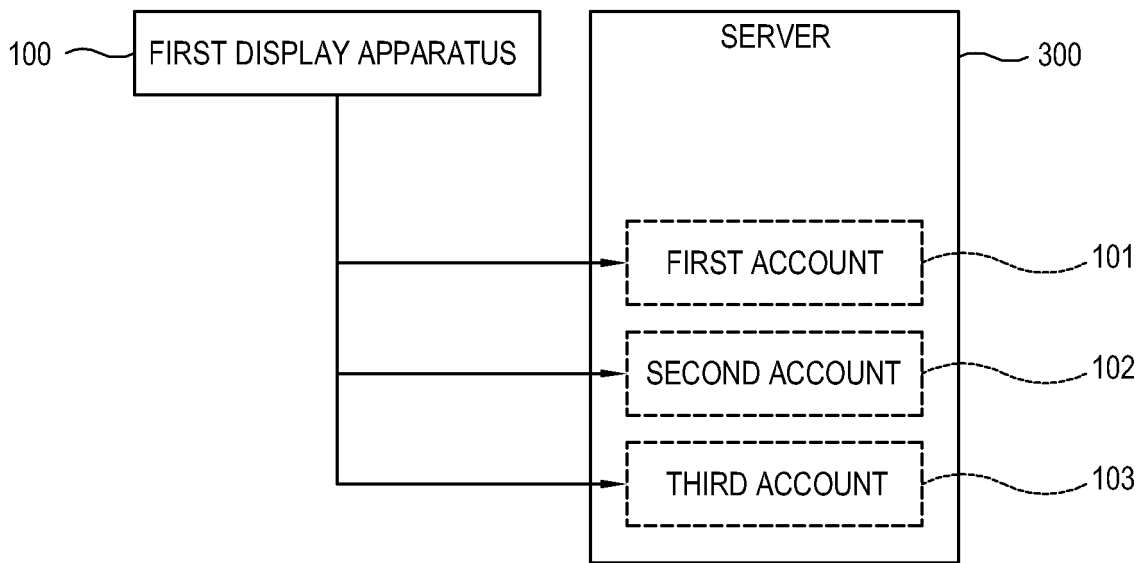 100
FIRST DISPLAY APPARATUS
SERVER
300
FIRST ACCOUNT
101
SECOND ACCOUNT
102
THIRD ACCOUNT
103